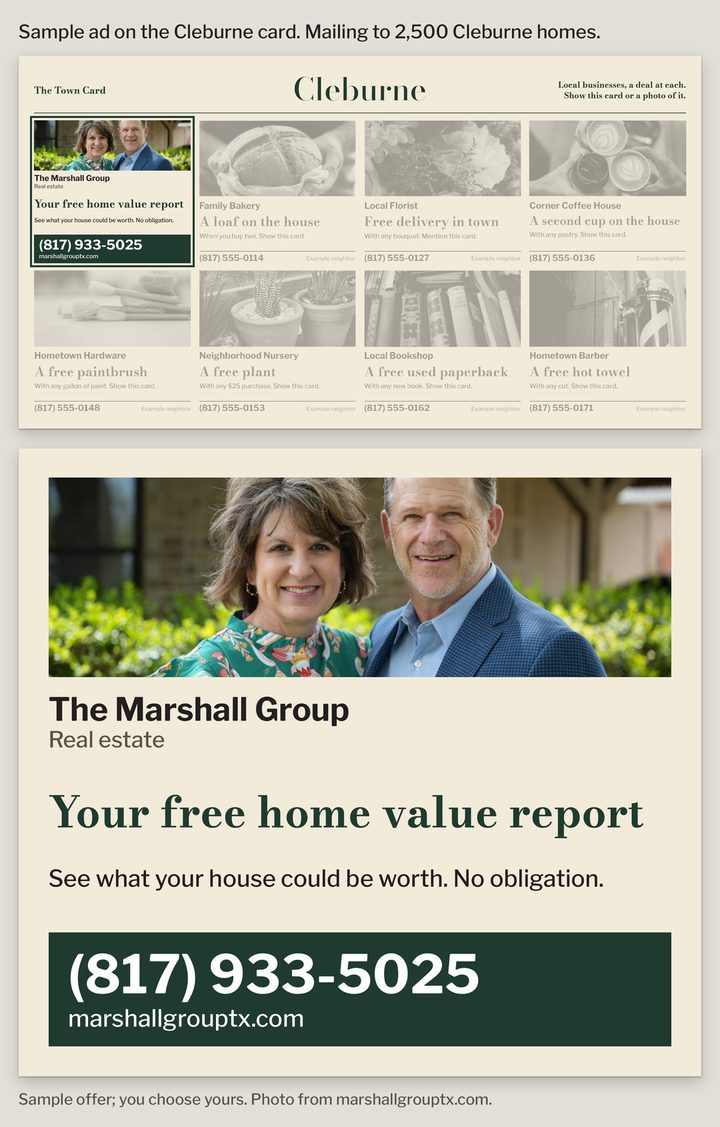 Sample ad on the Cleburne card. Mailing to 2,500 Cleburne homes.
The Town Card
Cleburne
Local businesses, a deal at each.
Show this card or a photo of it.
The Marshall Group
Real estate
Your free home value report
See what your house could be worth. No obligation.
(817) 933-5025
marshallgrouptx.com
Family Bakery
A loaf on the house
When you buy two. Show this card.
(817) 555-0114 Example neighbor
Local Florist
Free delivery in town
With any bouquet. Mention this card.
(817) 555-0127 Example neighbor
Corner Coffee House
A second cup on the house
With any pastry. Show this card.
(817) 555-0136 Example neighbor
Hometown Hardware
A free paintbrush
With any gallon of paint. Show this card.
(817) 555-0148 Example neighbor
Neighborhood Nursery
A free plant
With any $25 purchase. Show this card.
(817) 555-0153 Example neighbor
Local Bookshop
A free used paperback
With any new book. Show this card.
(817) 555-0162 Example neighbor
Hometown Barber
A free hot towel
With any cut. Show this card.
(817) 555-0171 Example neighbor
The Marshall Group
Real estate
Your free home value report
See what your house could be worth. No obligation.
(817) 933-5025
marshallgrouptx.com
Sample offer; you choose yours. Photo from marshallgrouptx.com.